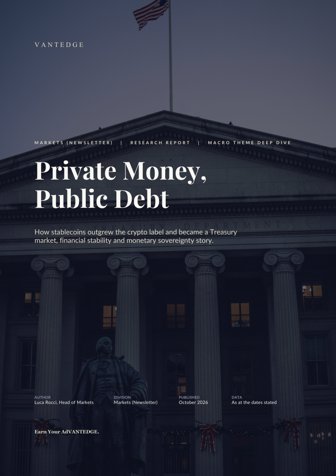 VANTEDGE
MARKETS [NEWSLETTER] | RESEARCH REPORT | MACRO THEME DEEP DIVE
Private Money,
Public Debt
How stablecoins outgrew the crypto label and became a Treasury
market, financial stability and monetary sovereignty story.
AUTHOR DIVISION PUBLISHED DATA
Luca Rocci, Head of Markets Markets (Newsletter) October 2026 As at the dates stated
Earn Your AdVANTEDGE.